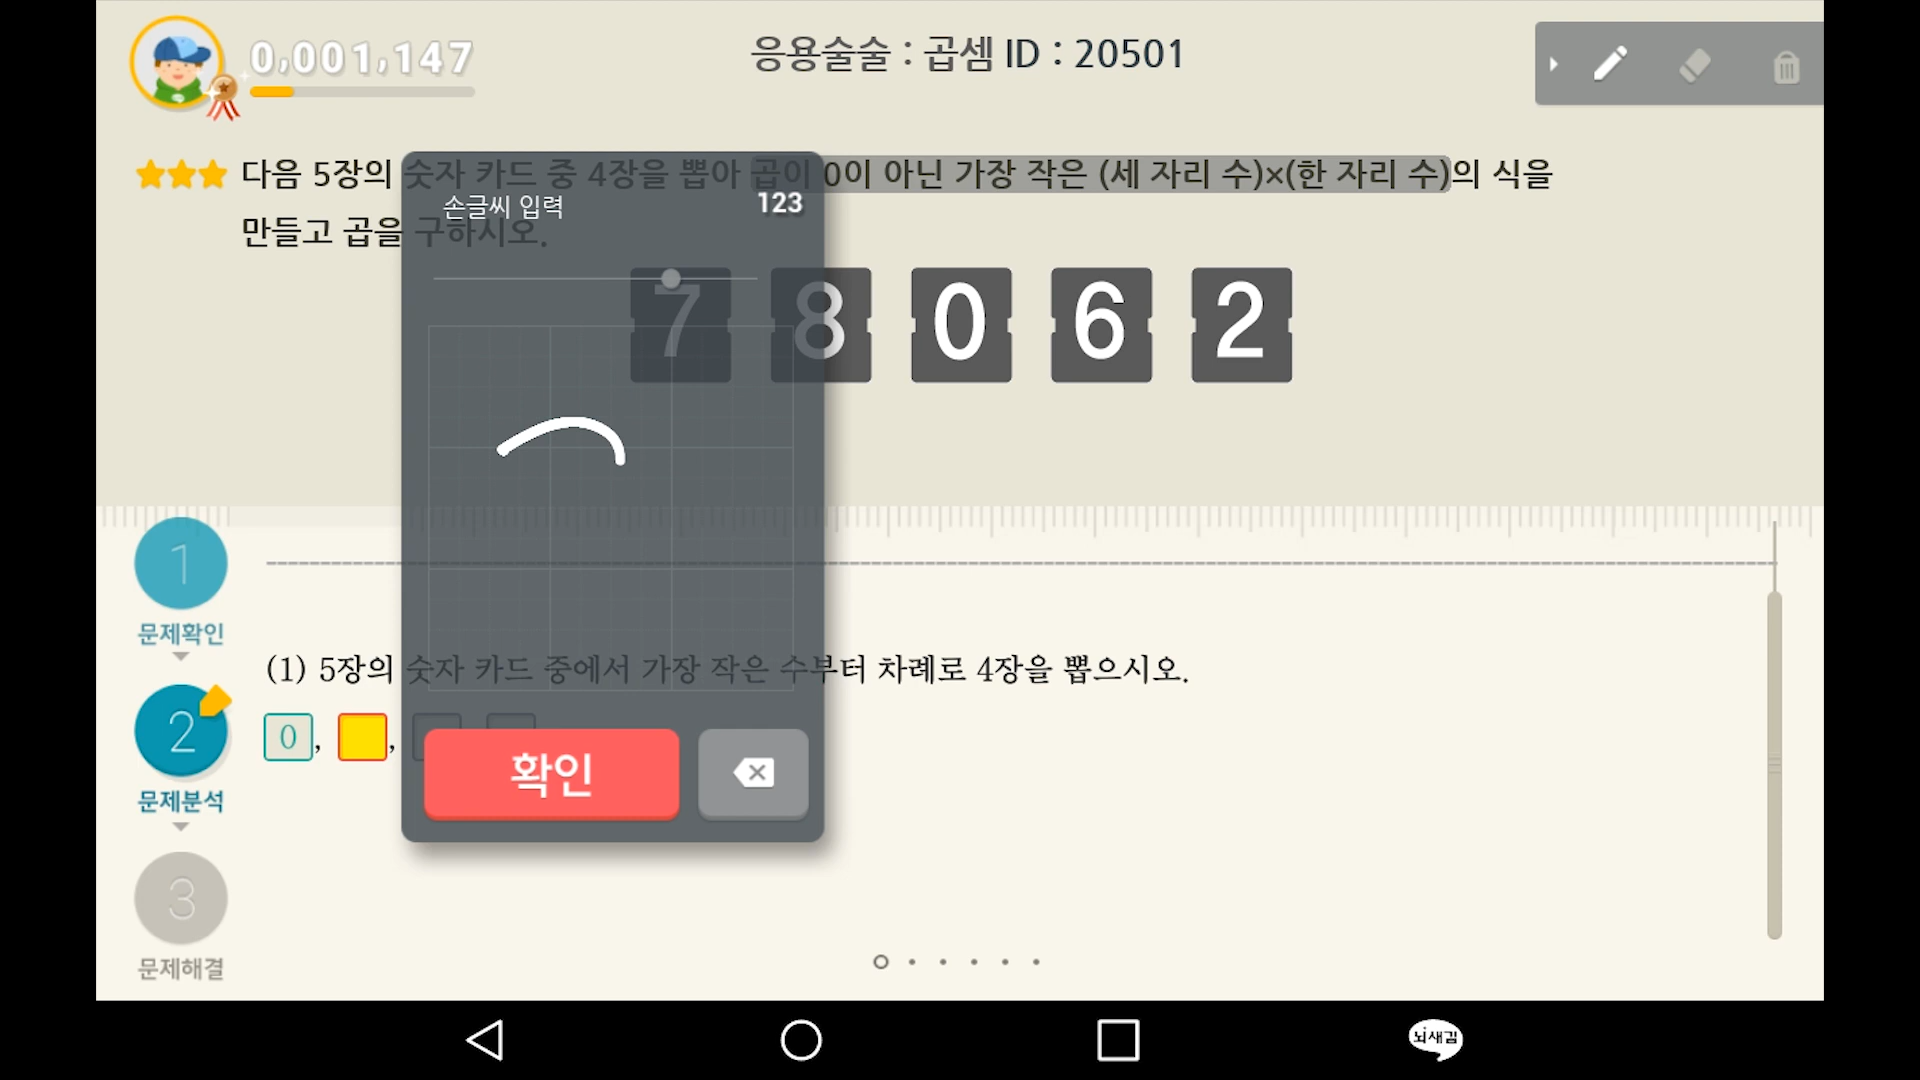 0,001,147
응용술술 : 곱셈 ID : 20501
다음 5장의 숫자 카드 중 4장을 뽑아 곱이 0이 아닌 가장 작은 (세 자리 수)×(한 자리 수)의 식을
만들고 곱을 구하시오.
손글씨 입력
123
7 8 0 6 2
1
문제확인
(1) 5장의 숫자 카드 중에서 가장 작은 수부터 차례로 4장을 뽑으시오.
2
문제분석
0, ,
확인
3
문제해결
뇌새김